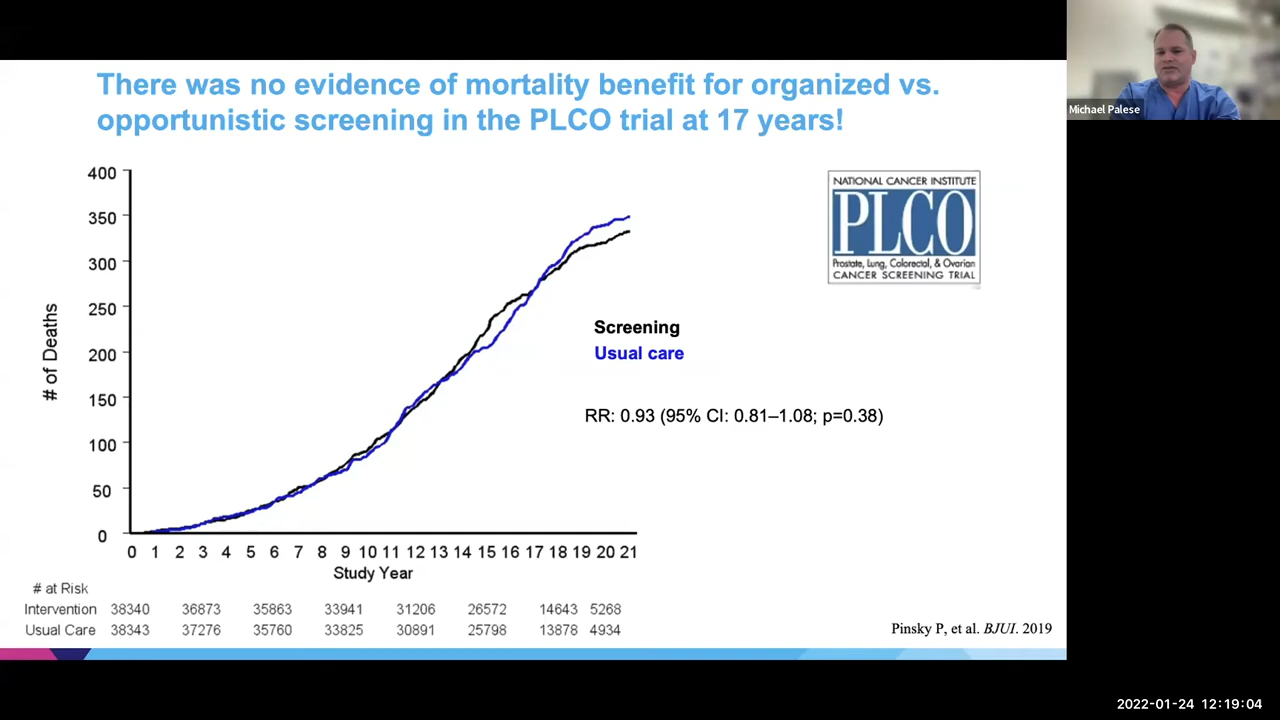 There was no evidence of mortality benefit for organized vs.
opportunistic screening in the PLCO trial at 17 years!
Michael Palese
NATIONAL CANCER INSTITUTE
PLCO
Prostate, Lung, Colorectal, & Ovarian
CANCER SCREENING TRIAL
400
350
300
250
200
150
100
50
0
# of Deaths
Screening
Usual care
RR: 0.93 (95% CI: 0.81–1.08; p=0.38)
0 1 2 3 4 5 6 7 8 9 10 11 12 13 14 15 16 17 18 19 20 21
Study Year
# at Risk
Intervention 38340 36873 35863 33941 31206 26572 14643 5268
Usual Care 38343 37276 35760 33825 30891 25798 13878 4934
Pinsky P, et al. BJUI. 2019
2022-01-24 12:19:04